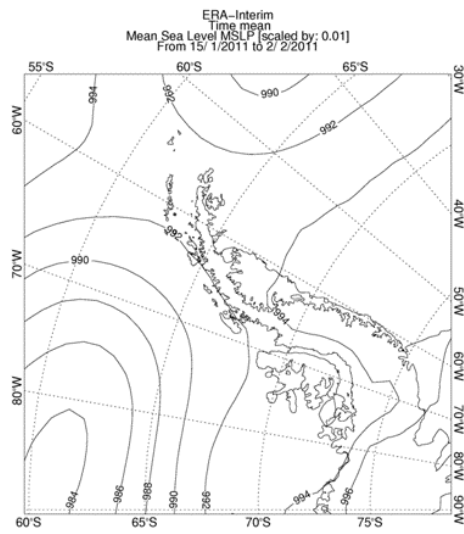 ERA-Interim
Time mean
Mean Sea Level MSLP [scaled by: 0.01]
From 15/ 1/2011 to 2/ 2/2011
55°S 60°S 65°S 30°W
994 992 990
992
60°W
40°W
992
70°W 990
994 50°W
60°W
80°W
70°W
80°W
984 986 988 990 992 994 996 90°W
60°S 65°S 70°S 75°S